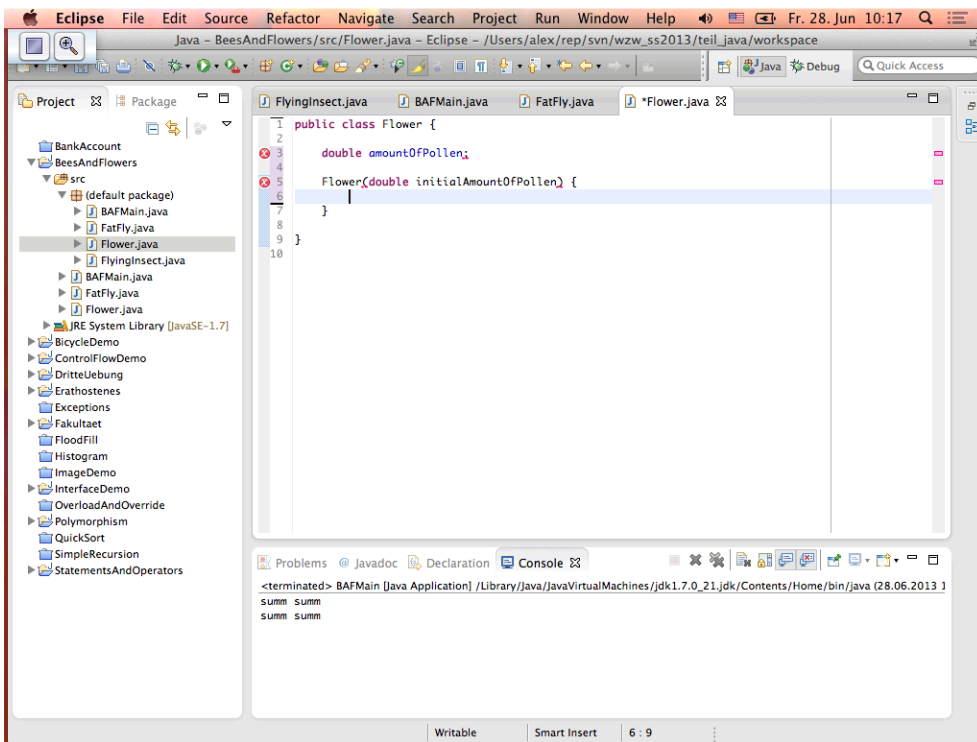 Eclipse File Edit Source Refactor Navigate Search Project Run Window Help Fr. 28. Jun 10:17
Java – BeesAndFlowers/src/Flower.java – Eclipse – /Users/alex/rep/svn/wzw_ss2013/teil_java/workspace
Java Debug Quick Access
Project Package
BankAccount
BeesAndFlowers
src
(default package)
BAFMain.java
FatFly.java
Flower.java
FlyingInsect.java
BAFMain.java
FatFly.java
Flower.java
JRE System Library [JavaSE-1.7]
BicycleDemo
ControlFlowDemo
DritteUebung
Erathostenes
Exceptions
Fakultaet
FloodFill
Histogram
ImageDemo
InterfaceDemo
OverloadAndOverride
Polymorphism
QuickSort
SimpleRecursion
StatementsAndOperators
FlyingInsect.java BAFMain.java FatFly.java *Flower.java
1 public class Flower {
2
3 double amountOfPollen;
4
5 Flower(double initialAmountOfPollen) {
6
7 }
8
9 }
10
Problems @ Javadoc Declaration Console
<terminated> BAFMain [Java Application] /Library/Java/JavaVirtualMachines/jdk1.7.0_21.jdk/Contents/Home/bin/java (28.06.2013 1
summ summ
summ summ
Writable Smart Insert 6 : 9